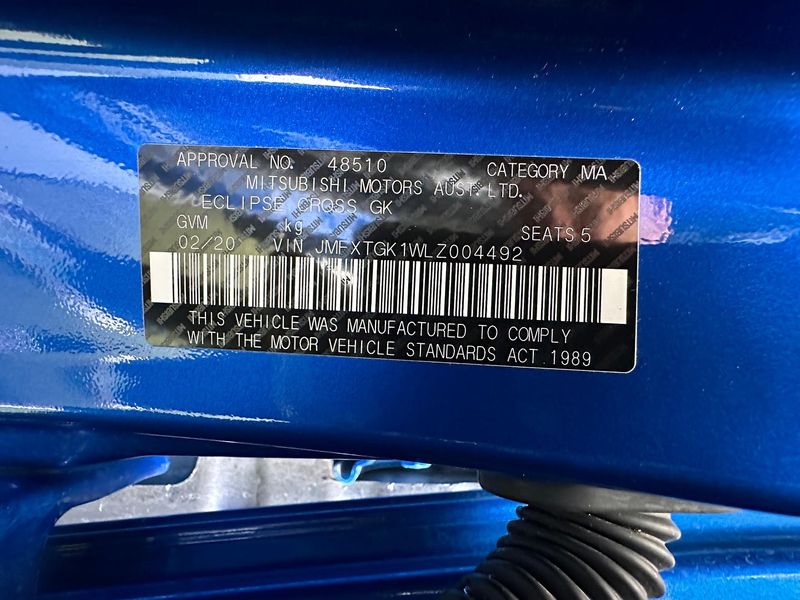 APPROVAL NO. 48510 CATEGORY MA
MITSUBISHI MOTORS AUST. LTD.
ECLIPSE CROSS GK
GVM kg SEATS 5
02/20 VIN JMFXTGK1WLZ004492
THIS VEHICLE WAS MANUFACTURED TO COMPLY
WITH THE MOTOR VEHICLE STANDARDS ACT 1989